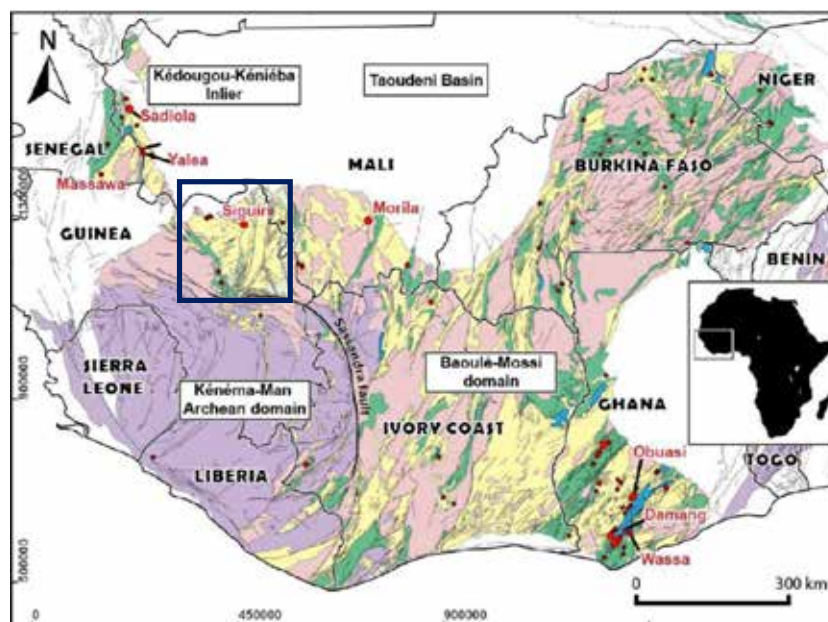 N
Kédougou-Kéniéba
Inlier
Taoudeni Basin
NIGER
Sadiola
SENEGAL
Yalea
MALI
BURKINA FASO
Massawa
Siguiri
Morila
GUINEA
BENIN
Sassandra fault
SIERRA
LEONE
Kénéma-Man
Archean domain
Baoulé-Mossi
domain
GHANA
IVORY COAST
Obuasi
LIBERIA
TOGO
Damang
Wassa
500000
0
450000
900000
0
300 km